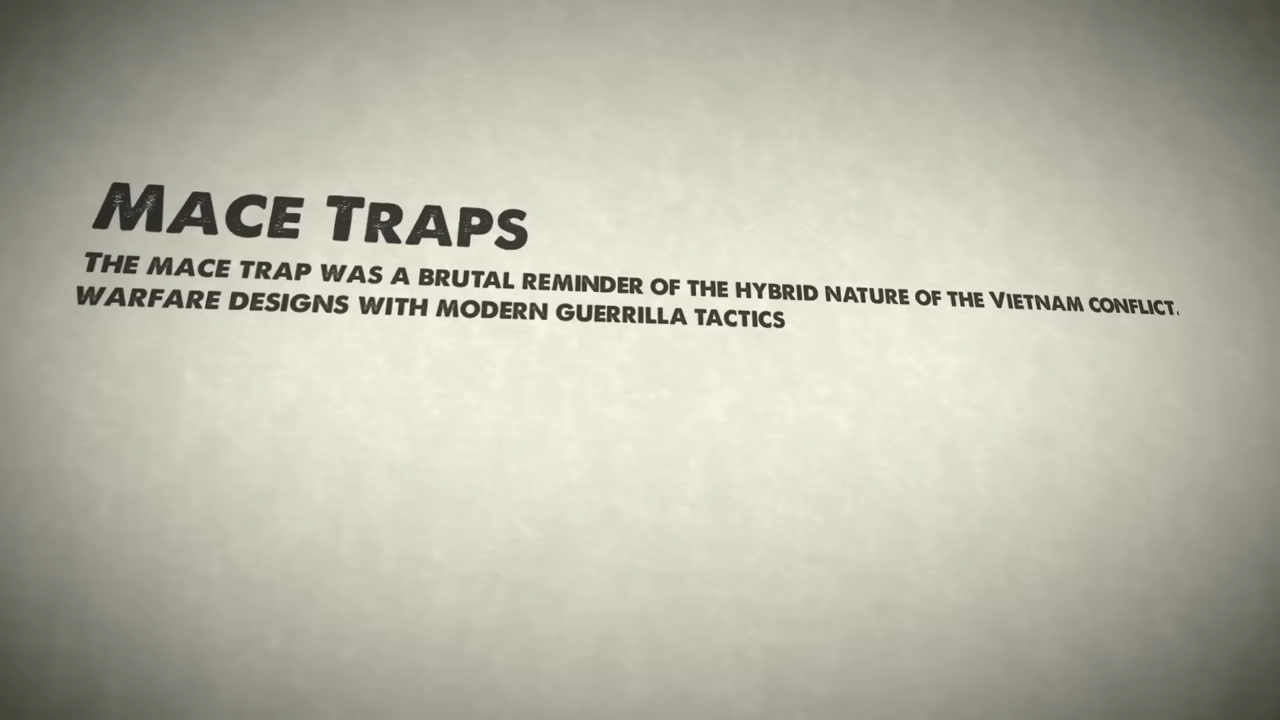 Mace Traps
The mace trap was a brutal reminder of the hybrid nature of the Vietnam conflict.
warfare designs with modern guerrilla tactics